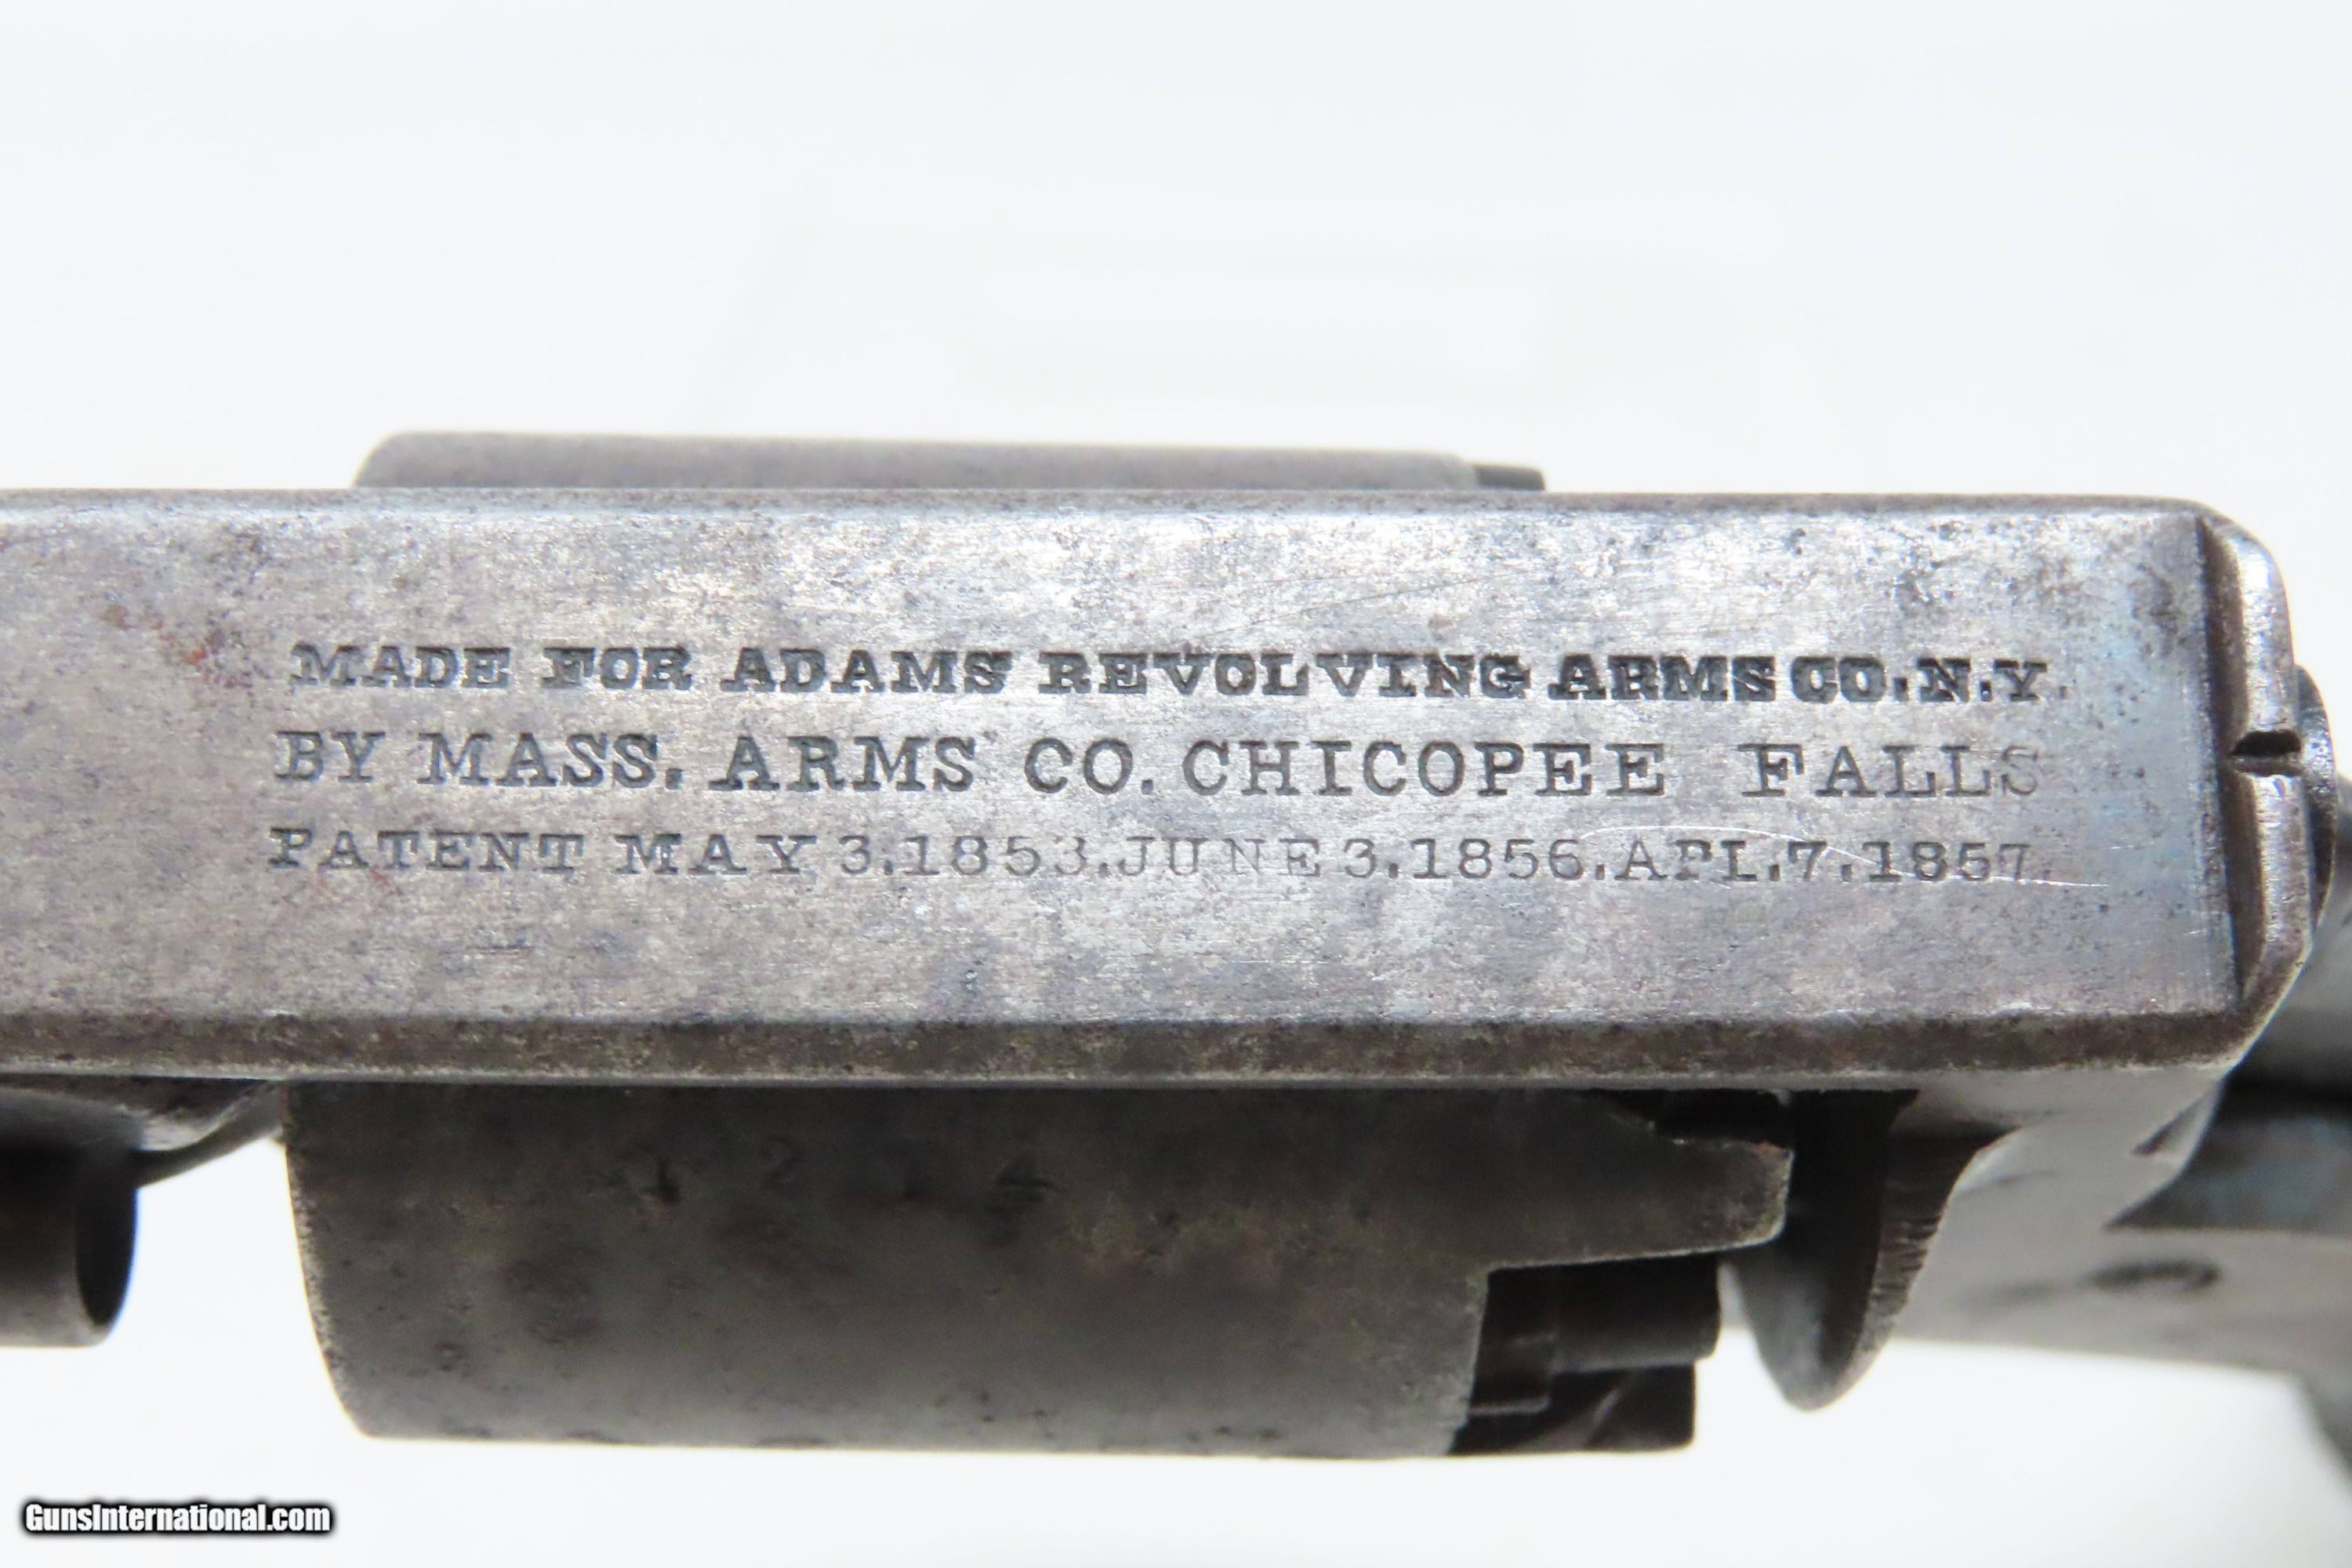 MADE FOR ADAMS REVOLVING ARMS CO. N.Y.
BY MASS. ARMS CO. CHICOPEE FALLS
PATENT MAY 3. 1853. JUNE 3. 1856. APL. 7. 1857.
GunsInternational.com